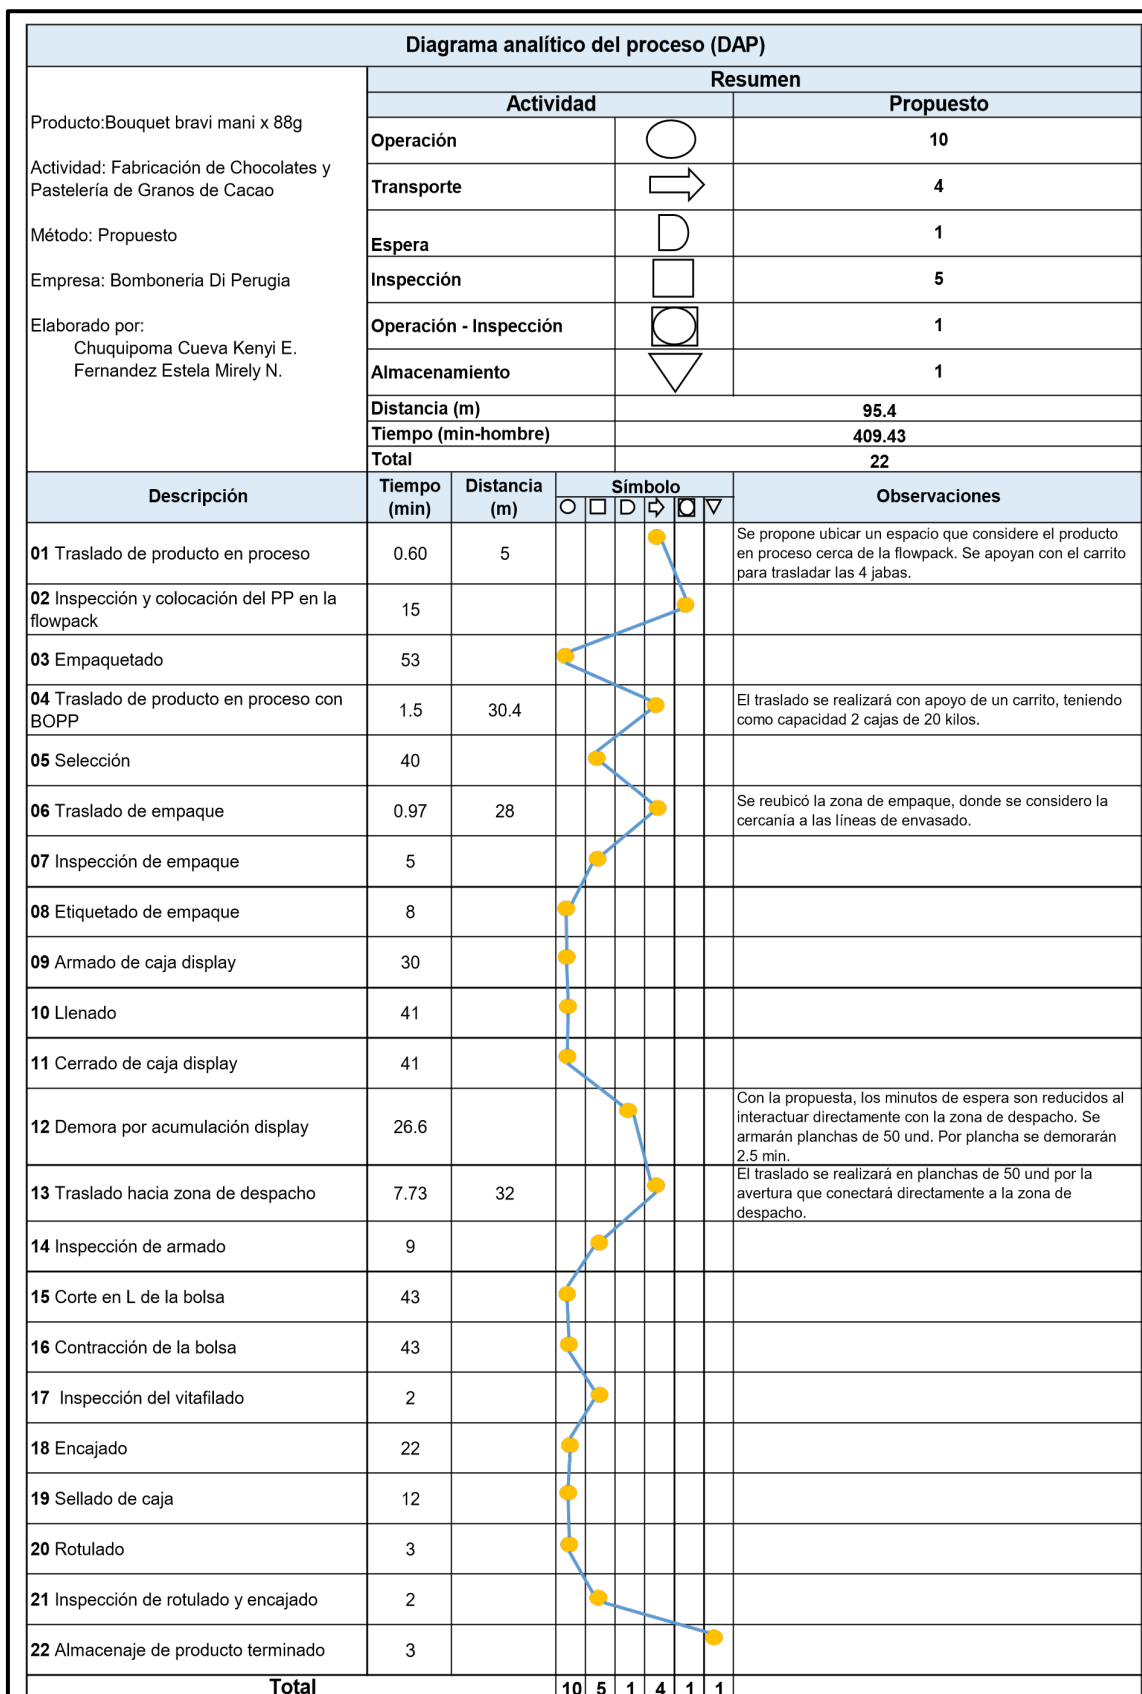 Diagrama analítico del proceso (DAP)
Producto:Bouquet bravi mani x 88g
Actividad: Fabricación de Chocolates y
Pastelería de Granos de Cacao
Método: Propuesto
Empresa: Bomboneria Di Perugia
Elaborado por:
Chuquipoma Cueva Kenyi E.
Fernandez Estela Mirely N.
Resumen
Actividad Propuesto
Operación 10
Transporte 4
Espera 1
Inspección 5
Operación - Inspección 1
Almacenamiento 1
Distancia (m) 95.4
Tiempo (min-hombre) 409.43
Total 22
Descripción Tiempo (min) Distancia (m) Símbolo Observaciones
01 Traslado de producto en proceso 0.60 5
Se propone ubicar un espacio que considere el producto
en proceso cerca de la flowpack. Se apoyan con el carrito
para trasladar las 4 jabas.
02 Inspección y colocación del PP en la
flowpack 15
03 Empaquetado 53
04 Traslado de producto en proceso con
BOPP 1.5 30.4
El traslado se realizará con apoyo de un carrito, teniendo
como capacidad 2 cajas de 20 kilos.
05 Selección 40
06 Traslado de empaque 0.97 28
Se reubicó la zona de empaque, donde se considero la
cercanía a las líneas de envasado.
07 Inspección de empaque 5
08 Etiquetado de empaque 8
09 Armado de caja display 30
10 Llenado 41
11 Cerrado de caja display 41
12 Demora por acumulación display 26.6
Con la propuesta, los minutos de espera son reducidos al
interactuar directamente con la zona de despacho. Se
armarán planchas de 50 und. Por plancha se demorarán
2.5 min.
13 Traslado hacia zona de despacho 7.73 32
El traslado se realizará en planchas de 50 und por la
avertura que conectará directamente a la zona de
despacho.
14 Inspección de armado 9
15 Corte en L de la bolsa 43
16 Contracción de la bolsa 43
17 Inspección del vitafilado 2
18 Encajado 22
19 Sellado de caja 12
20 Rotulado 3
21 Inspección de rotulado y encajado 2
22 Almacenaje de producto terminado 3
Total 10 5 1 4 1 1